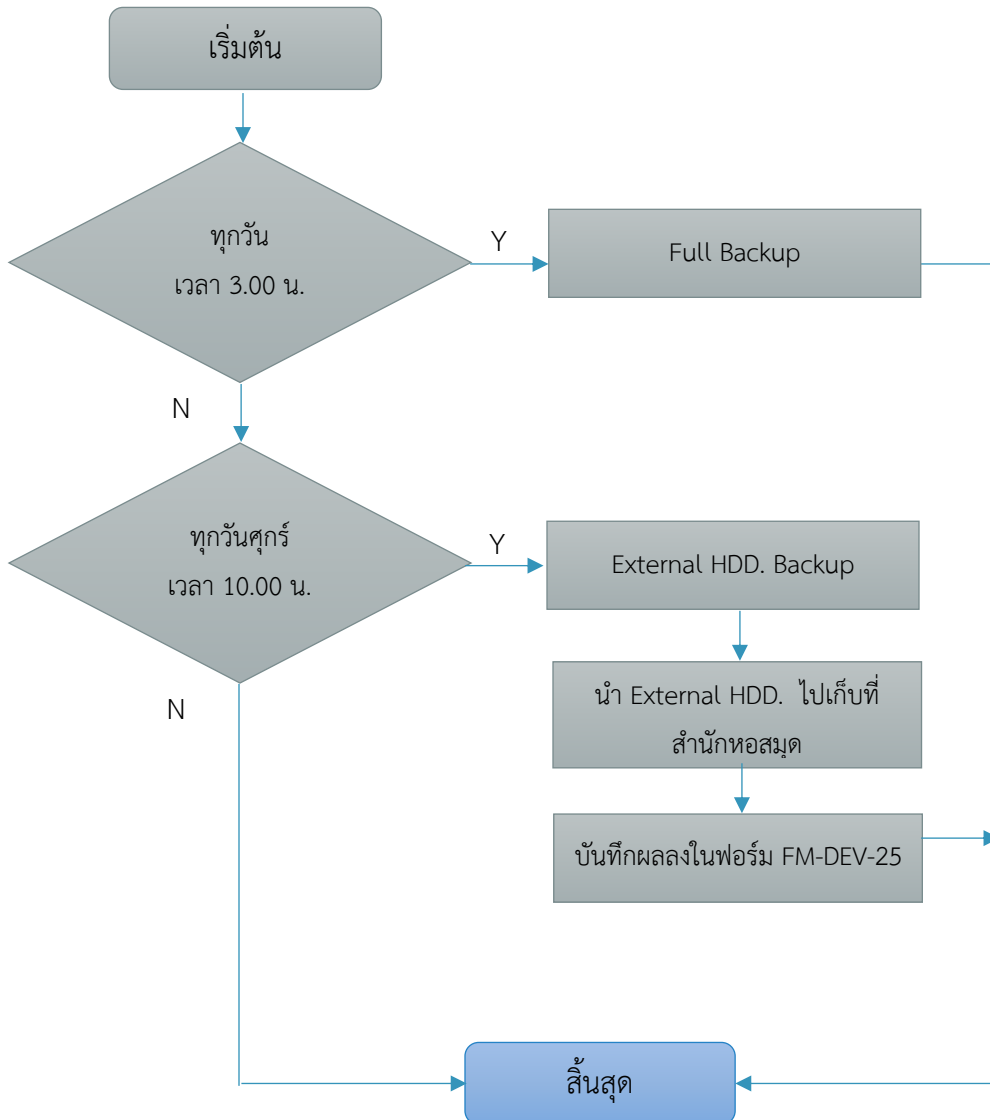 เริ่มต้น
ทุกวัน
เวลา 3.00 น.
Y
Full Backup
N
ทุกวันศุกร์
เวลา 10.00 น.
Y
External HDD. Backup
นำ External HDD. ไปเก็บที่
สำนักหอสมุด
N
บันทึกผลลงในฟอร์ม FM-DEV-25
สิ้นสุด